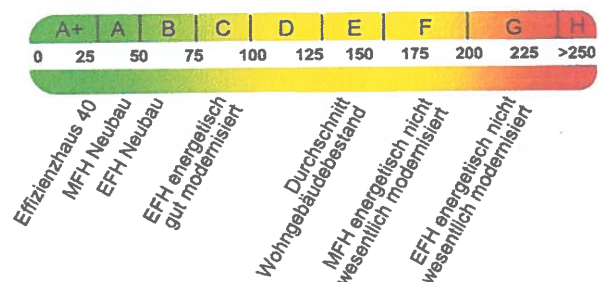 A+ A B C D E F G H
0 25 50 75 100 125 150 175 200 225 >250
Effizienzhaus 40
MFH Neubau
EFH Neubau
EFH energetisch
gut modernisiert
Durchschnitt
Wohngebäudebestand
MFH energetisch nicht
wesentlich modernisiert
EFH energetisch nicht
wesentlich modernisiert